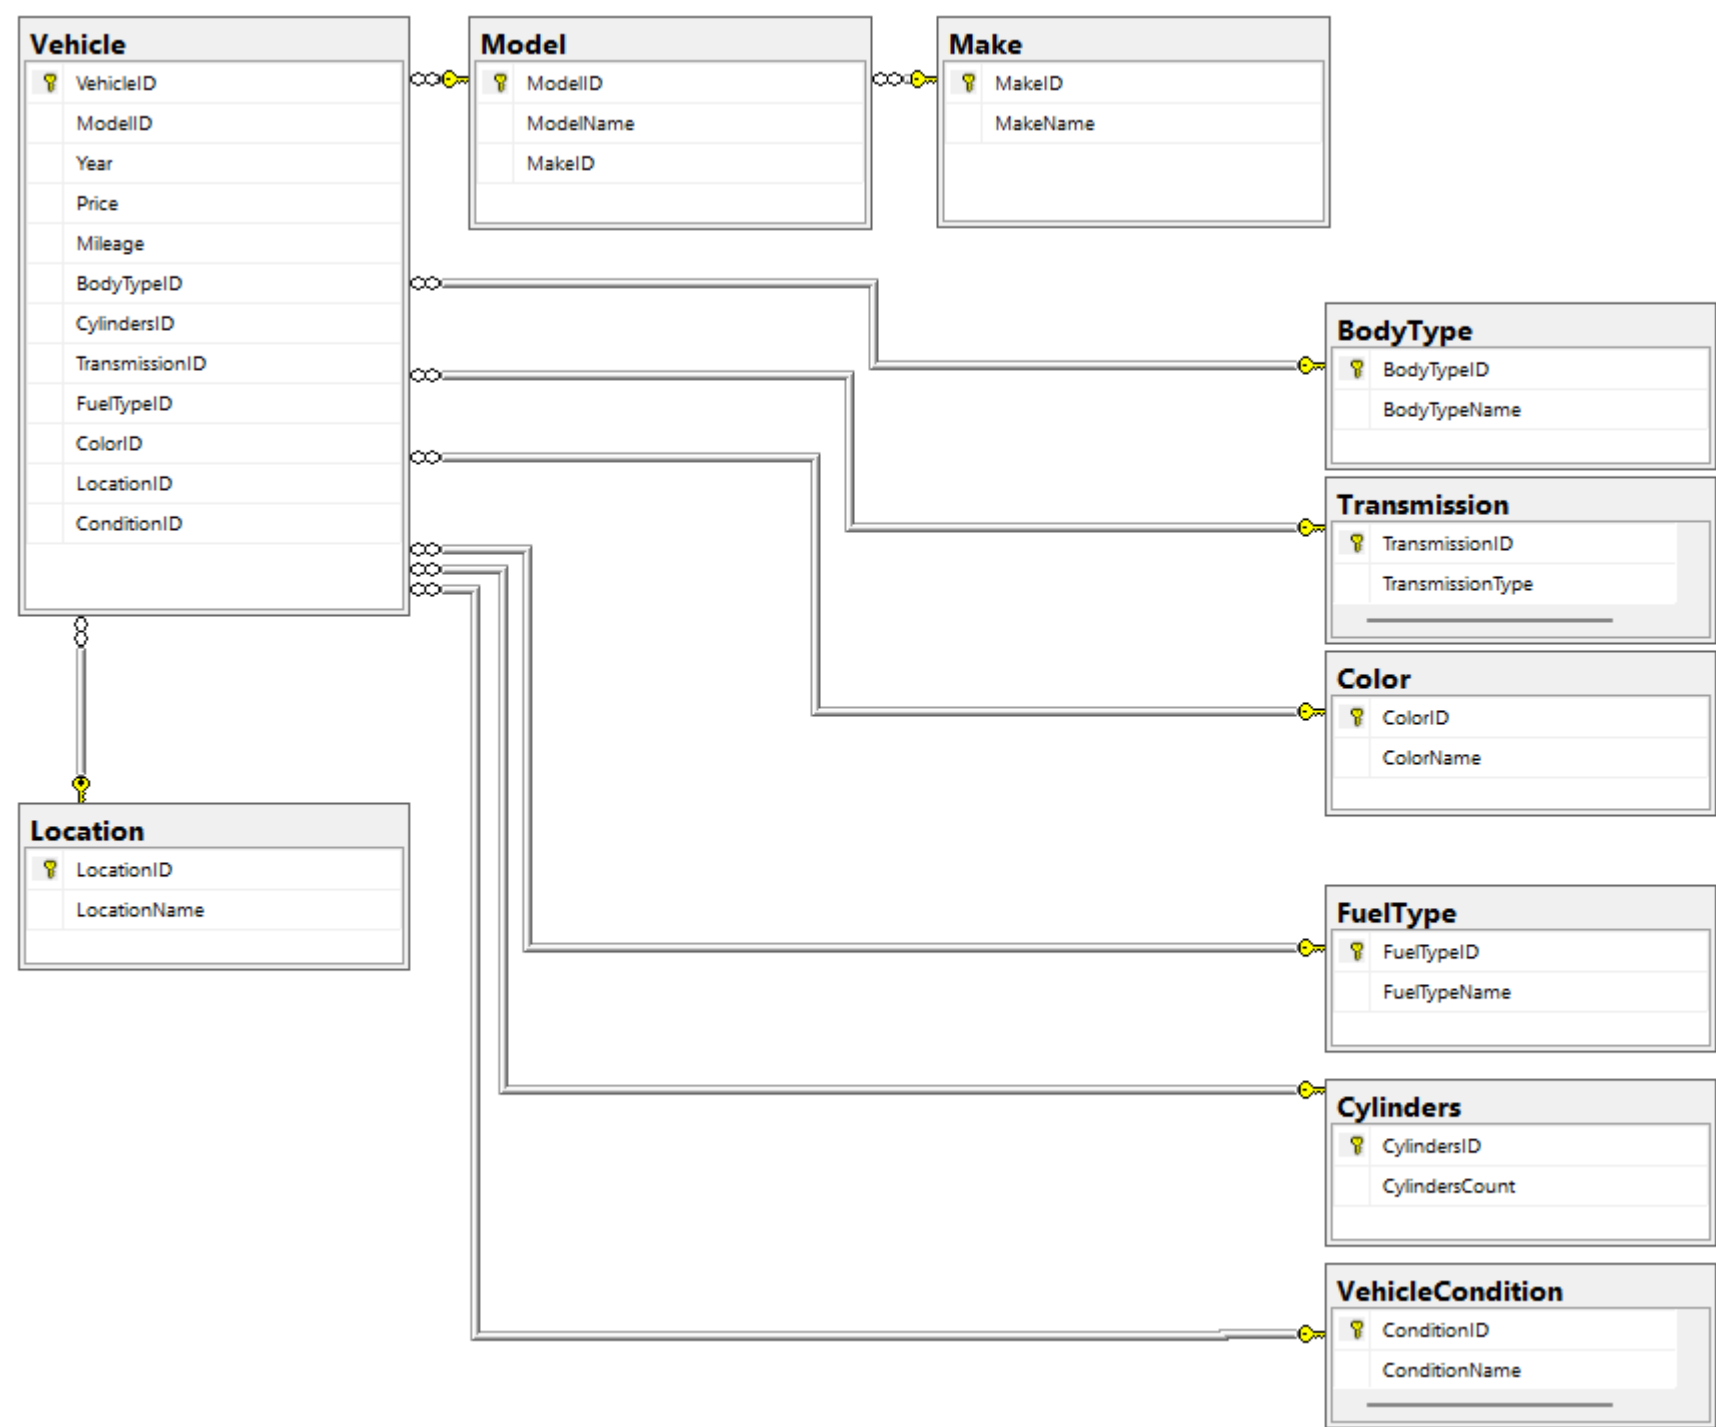 Vehicle
VehicleID
ModelID
Year
Price
Mileage
BodyTypeID
CylindersID
TransmissionID
FuelTypeID
ColorID
LocationID
ConditionID
Model
ModelID
ModelName
MakeID
Make
MakeID
MakeName
BodyType
BodyTypeID
BodyTypeName
Transmission
TransmissionID
TransmissionType
Color
ColorID
ColorName
Location
LocationID
LocationName
FuelType
FuelTypeID
FuelTypeName
Cylinders
CylindersID
CylindersCount
VehicleCondition
ConditionID
ConditionName